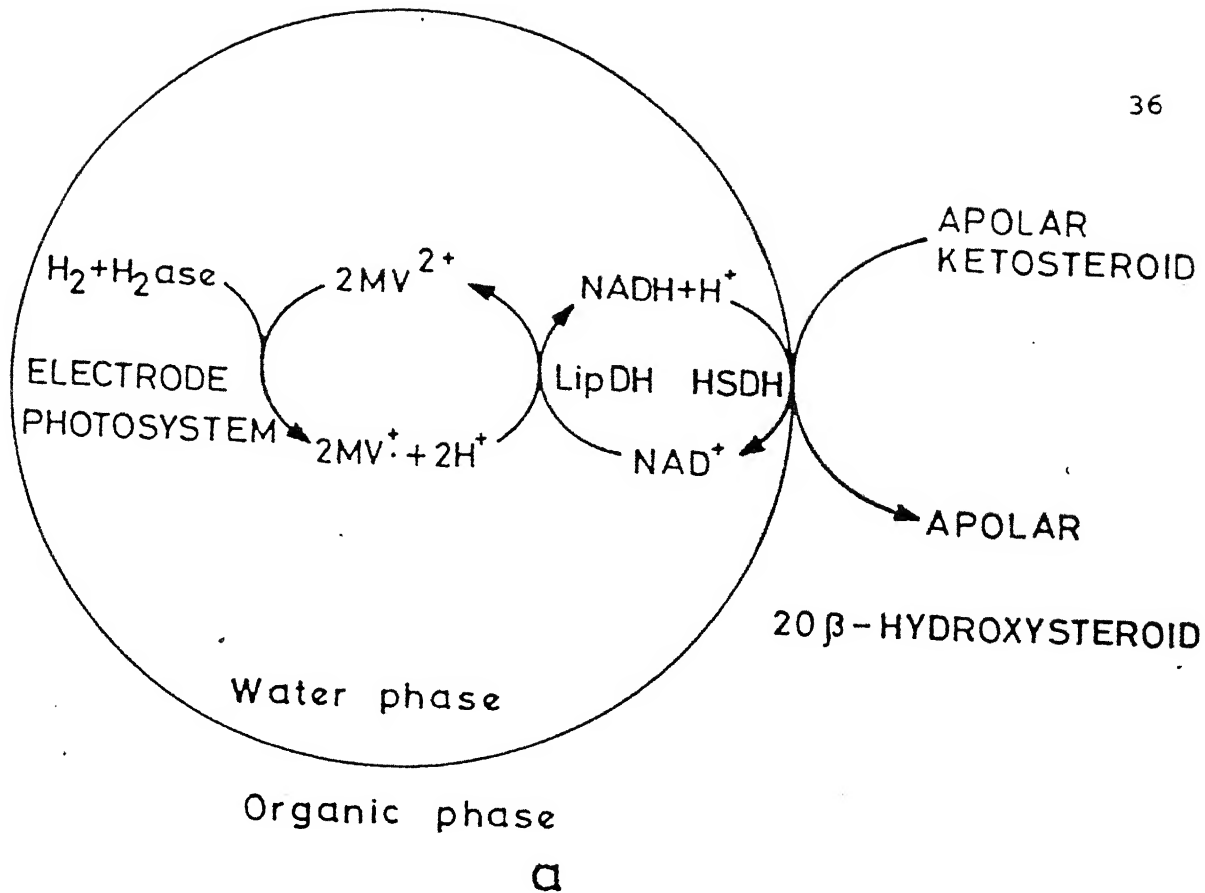 36
APOLAR
KETOSTEROID
H₂+H₂ase
2MV²⁺
NADH+H⁺
ELECTRODE
PHOTOSYSTEM
LipDH
HSDH
2MV⁺· + 2H⁺
NAD⁺
APOLAR
20β-HYDROXYSTEROID
Water phase
Organic phase
a